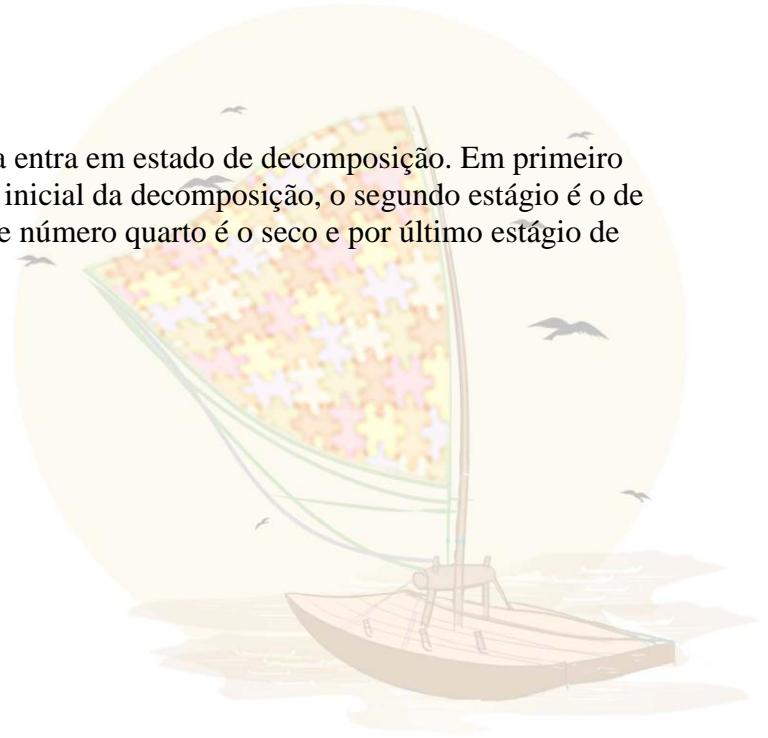 a entra em estado de decomposição. Em primeiro
inicial da decomposição, o segundo estágio é o de
e número quarto é o seco e por último estágio de